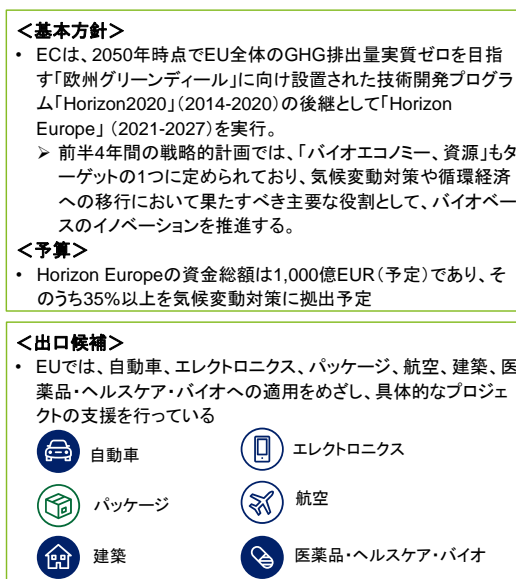 ＜基本方針＞
• ECは、2050年時点でEU全体のGHG排出量実質ゼロを目指
す「欧州グリーンディール」に向け設置された技術開発プログラ
ム「Horizon2020」（2014-2020）の後継として「Horizon
Europe」（2021-2027）を実行。
➢ 前半4年間の戦略的計画では、「バイオエコノミー、資源」もタ
ーゲットの1つに定められており、気候変動対策や循環経済
への移行において果たすべき主要な役割として、バイオベー
スのイノベーションを推進する。
＜予算＞
• Horizon Europeの資金総額は1,000億EUR（予定）であり、そ
のうち35%以上を気候変動対策に拠出予定
＜出口候補＞
• EUでは、自動車、エレクトロニクス、パッケージ、航空、建築、医
薬品・ヘルスケア・バイオへの適用をめざし、具体的なプロジェ
クトの支援を行っている
自動車
エレクトロニクス
パッケージ
航空
建築
医薬品・ヘルスケア・バイオ